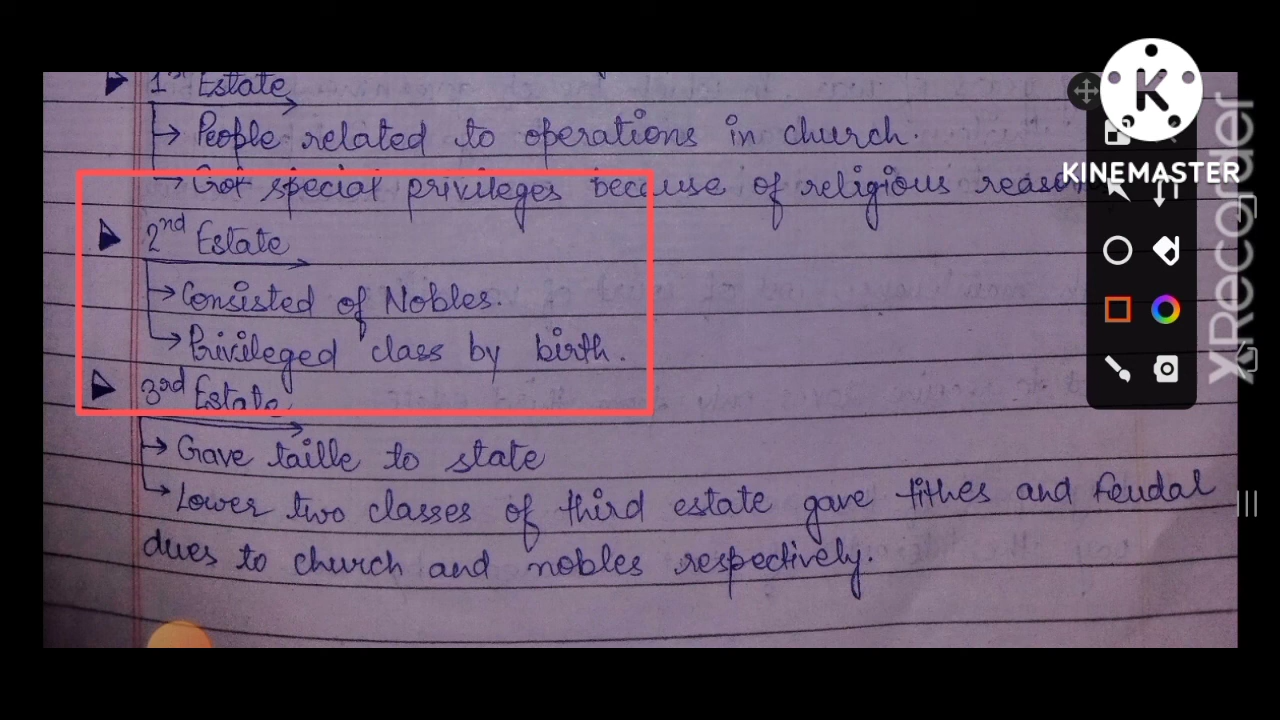 1st Estate
→ People related to operations in church.
→ Got special privileges because of religious reasons
2nd Estate
→ Consisted of Nobles.
→ Privileged class by birth.
3rd Estate
→ Gave taille to state
→ Lower two classes of third estate gave tithes and feudal
dues to church and nobles respectively.
K
KINEMASTER
XRecorder